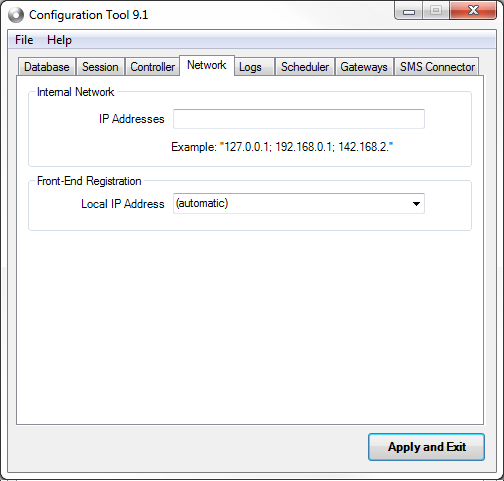 Configuration Tool 9.1
File Help
Database Session Controller Network Logs Scheduler Gateways SMS Connector
Internal Network
IP Addresses
Example: "127.0.0.1; 192.168.0.1; 142.168.2."
Front-End Registration
Local IP Address (automatic)
Apply and Exit